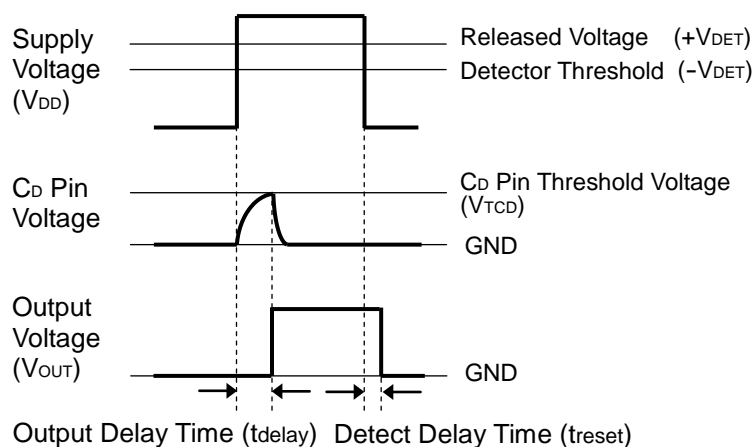 Supply
Voltage
(VDD)
Released Voltage (+VDET)
Detector Threshold (-VDET)
CD Pin
Voltage
CD Pin Threshold Voltage
(VTCD)
GND
Output
Voltage
(VOUT)
GND
Output Delay Time (tdelay) Detect Delay Time (treset)